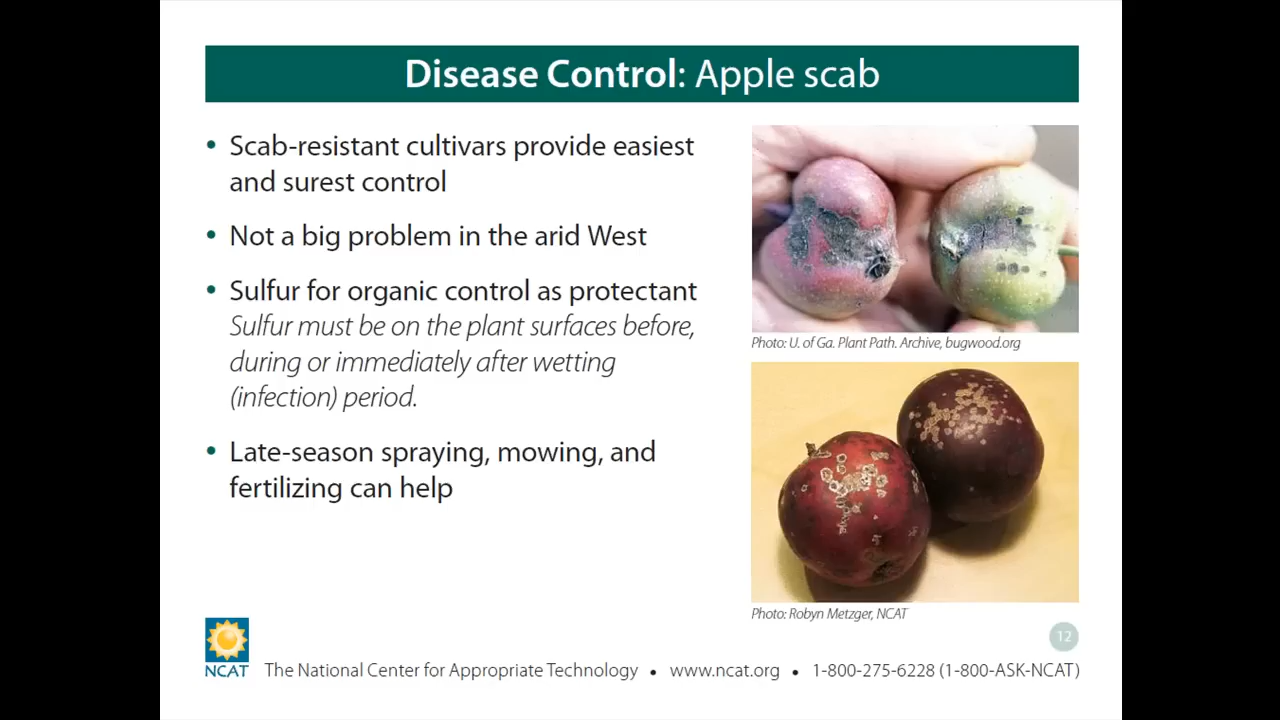 Disease Control: Apple scab
• Scab-resistant cultivars provide easiest
and surest control
• Not a big problem in the arid West
• Sulfur for organic control as protectant
Sulfur must be on the plant surfaces before,
during or immediately after wetting
(infection) period.
• Late-season spraying, mowing, and
fertilizing can help
Photo: U. of Ga. Plant Path. Archive, bugwood.org
Photo: Robyn Metzger, NCAT
12
NCAT
The National Center for Appropriate Technology • www.ncat.org • 1-800-275-6228 (1-800-ASK-NCAT)